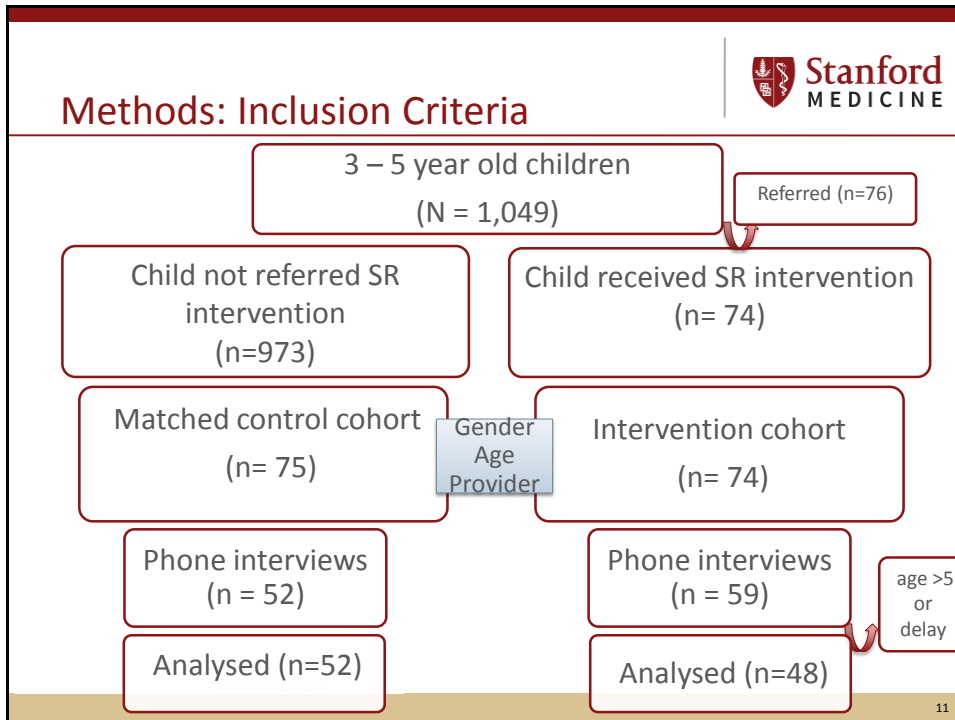 Stanford
MEDICINE
Methods: Inclusion Criteria
3 – 5 year old children
(N = 1,049)
Referred (n=76)
Child not referred SR
intervention
(n=973)
Child received SR intervention
(n= 74)
Matched control cohort
(n= 75)
Gender
Age
Provider
Intervention cohort
(n= 74)
Phone interviews
(n = 52)
Phone interviews
(n = 59)
age >5
or
delay
Analysed (n=52)
Analysed (n=48)
11